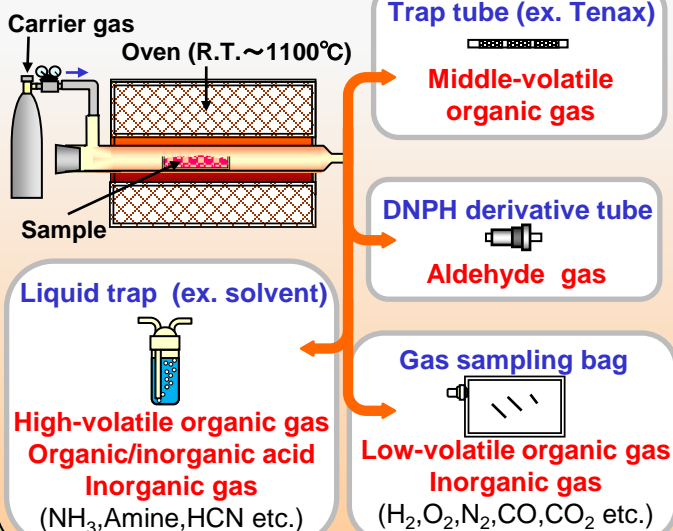 Carrier gas
Oven (R.T.～1100℃)
Sample
Trap tube (ex. Tenax)
Middle-volatile
organic gas
DNPH derivative tube
Aldehyde gas
Liquid trap (ex. solvent)
High-volatile organic gas
Organic/inorganic acid
Inorganic gas
(NH₃,Amine,HCN etc.)
Gas sampling bag
Low-volatile organic gas
Inorganic gas
(H₂,O₂,N₂,CO,CO₂ etc.)